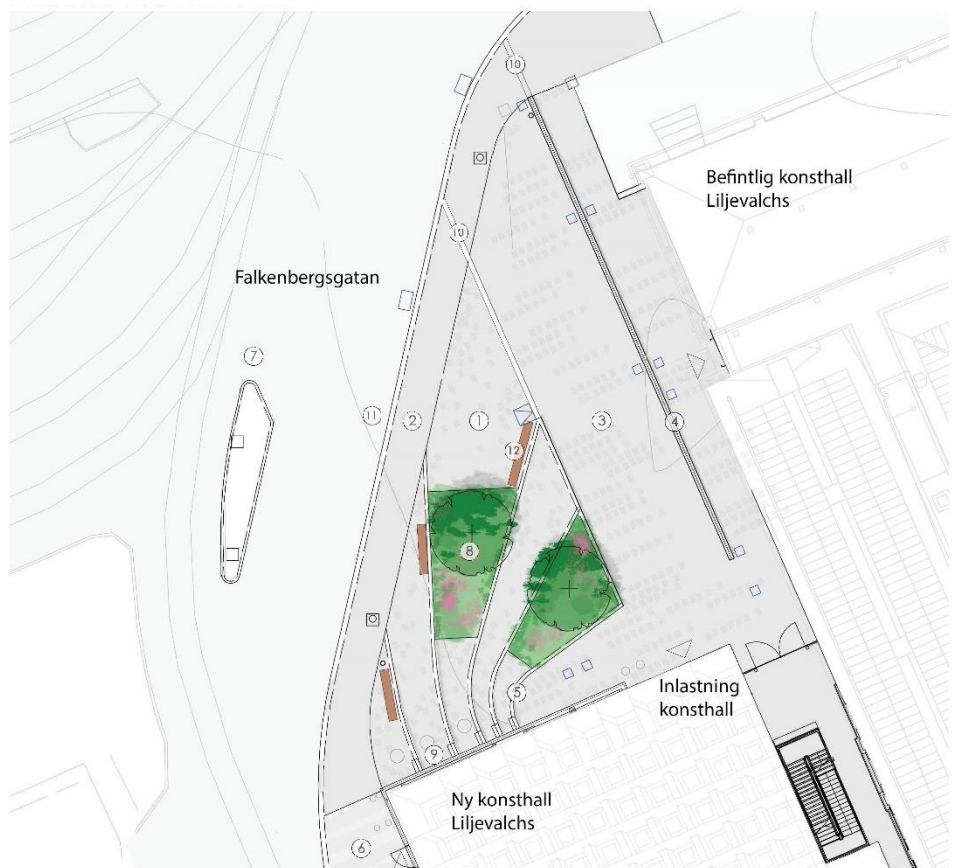 10
Befintlig konsthall
Liljevalchs
10
Falkenbergsgatan
7
11
2
1
3
4
12
8
5
Inlastning
konsthall
9
Ny konsthall
Liljevalchs
6